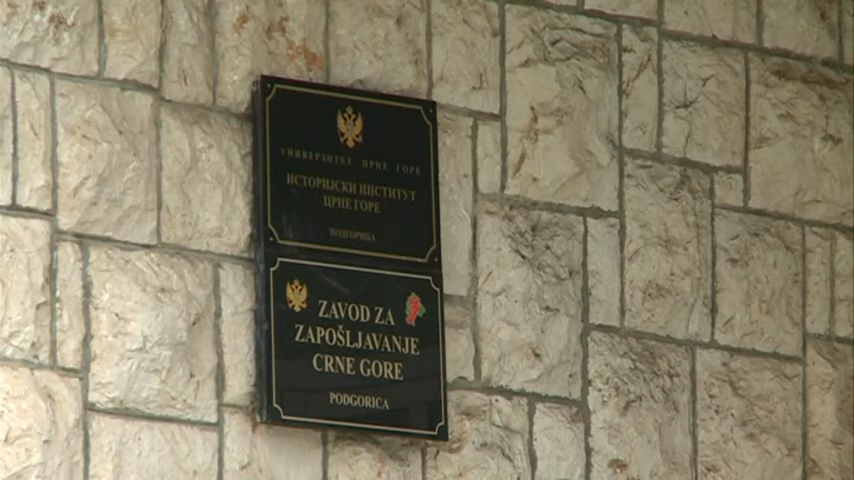 УНИВЕРЗИТЕТ ЦРНЕ ГОРЕ
ИСТОРИЈСКИ ИНСТИТУТ
ЦРНЕ ГОРЕ
ПОДГОРИЦА
ZAVOD ZA
ZAPOŠLJAVANJE
CRNE GORE
PODGORICA